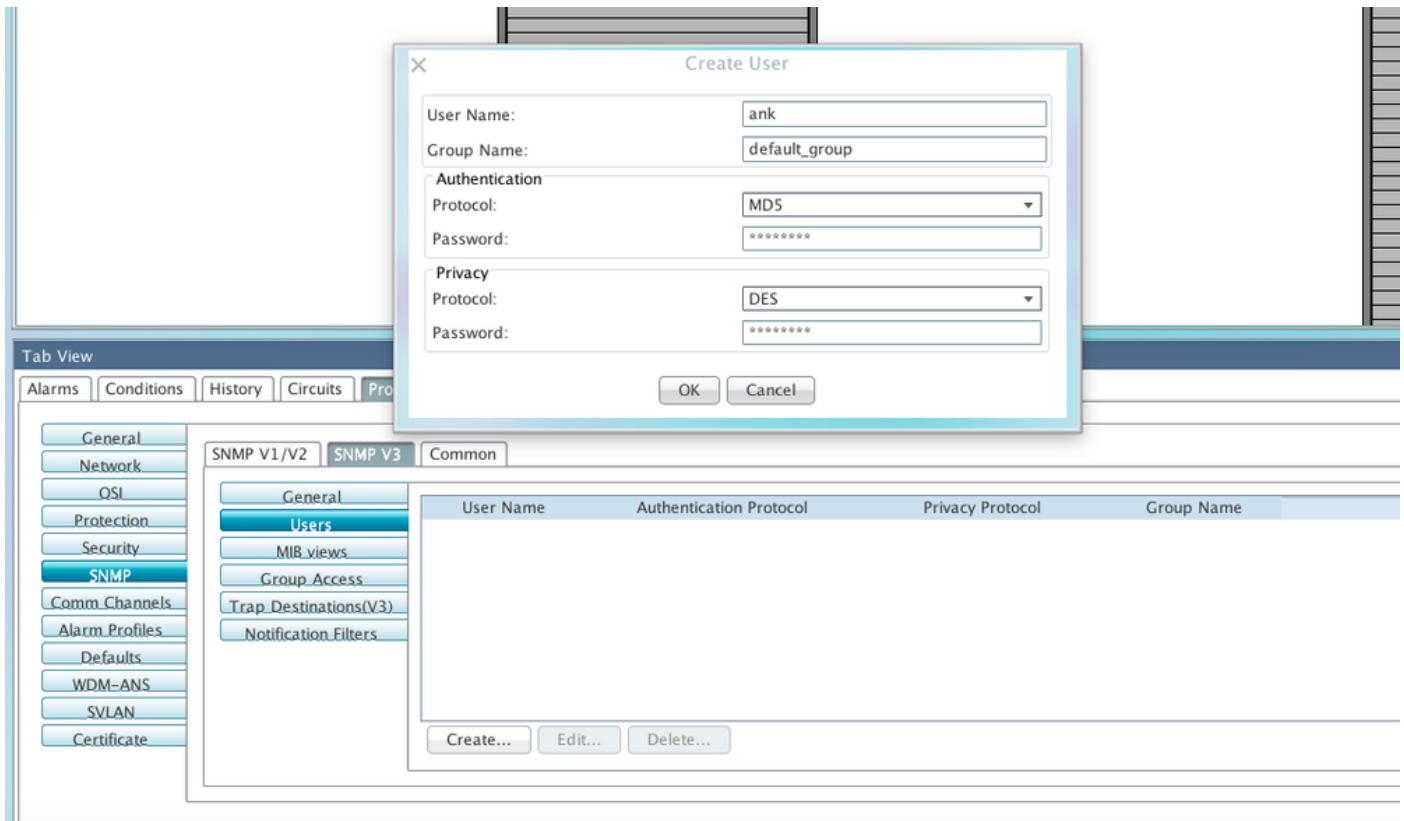 Create User
User Name: ank
Group Name: default_group
Authentication
Protocol: MD5
Password: ********
Privacy
Protocol: DES
Password: ********
OK Cancel
Tab View
Alarms Conditions History Circuits Pro
General
Network
OSI
Protection
Security
SNMP
Comm Channels
Alarm Profiles
Defaults
WDM-ANS
SVLAN
Certificate
SNMP V1/V2 SNMP V3 Common
General
Users
MIB views
Group Access
Trap Destinations(V3)
Notification Filters
User Name Authentication Protocol Privacy Protocol Group Name
Create... Edit... Delete...